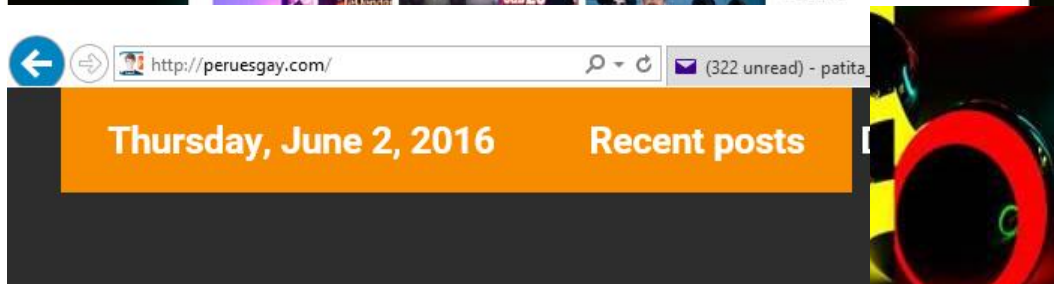 http://peruesgay.com/
(322 unread) - patita_
Thursday, June 2, 2016
Recent posts